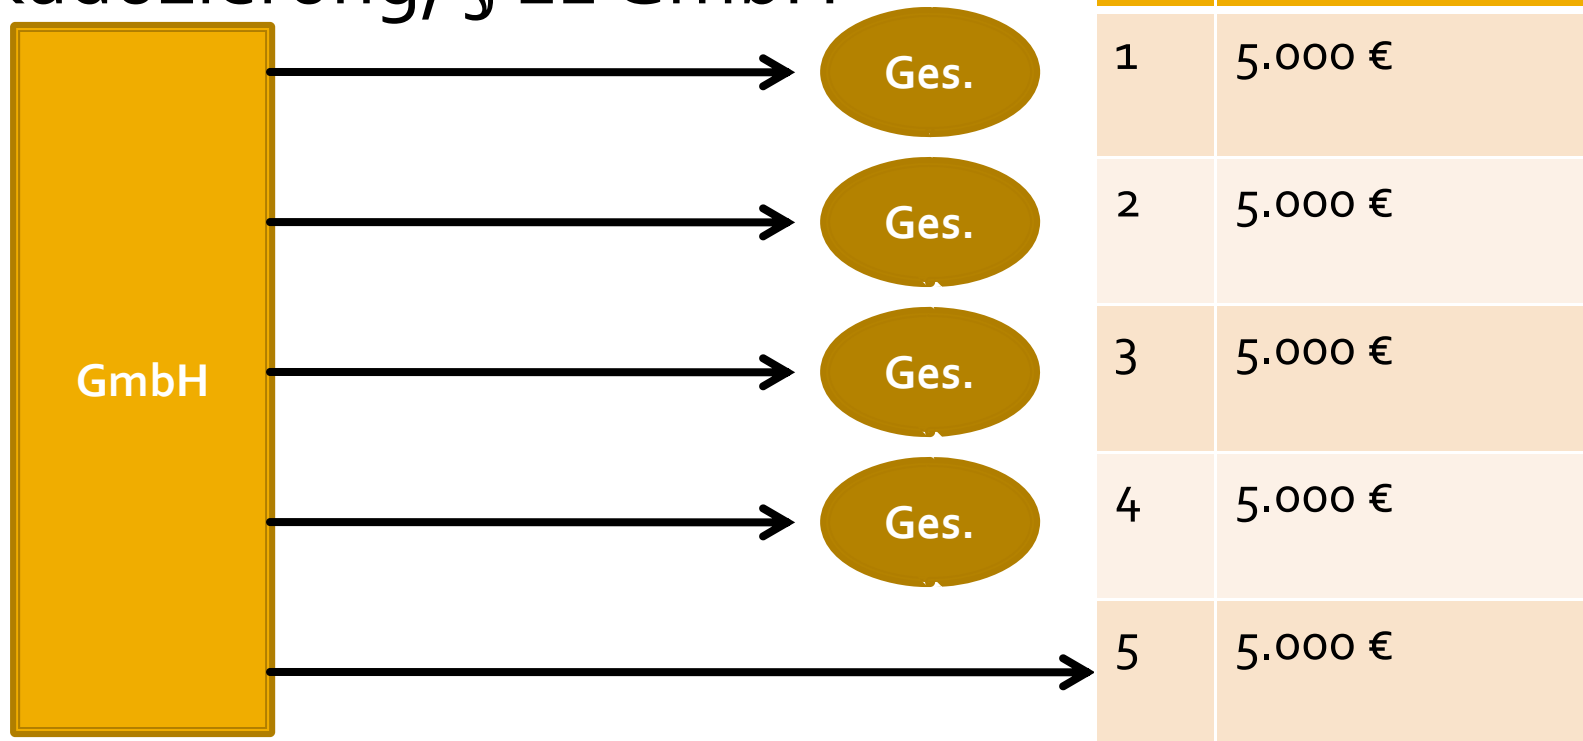 GmbH
Ges.
1 5.000 €
Ges.
2 5.000 €
Ges.
3 5.000 €
Ges.
4 5.000 €
5 5.000 €